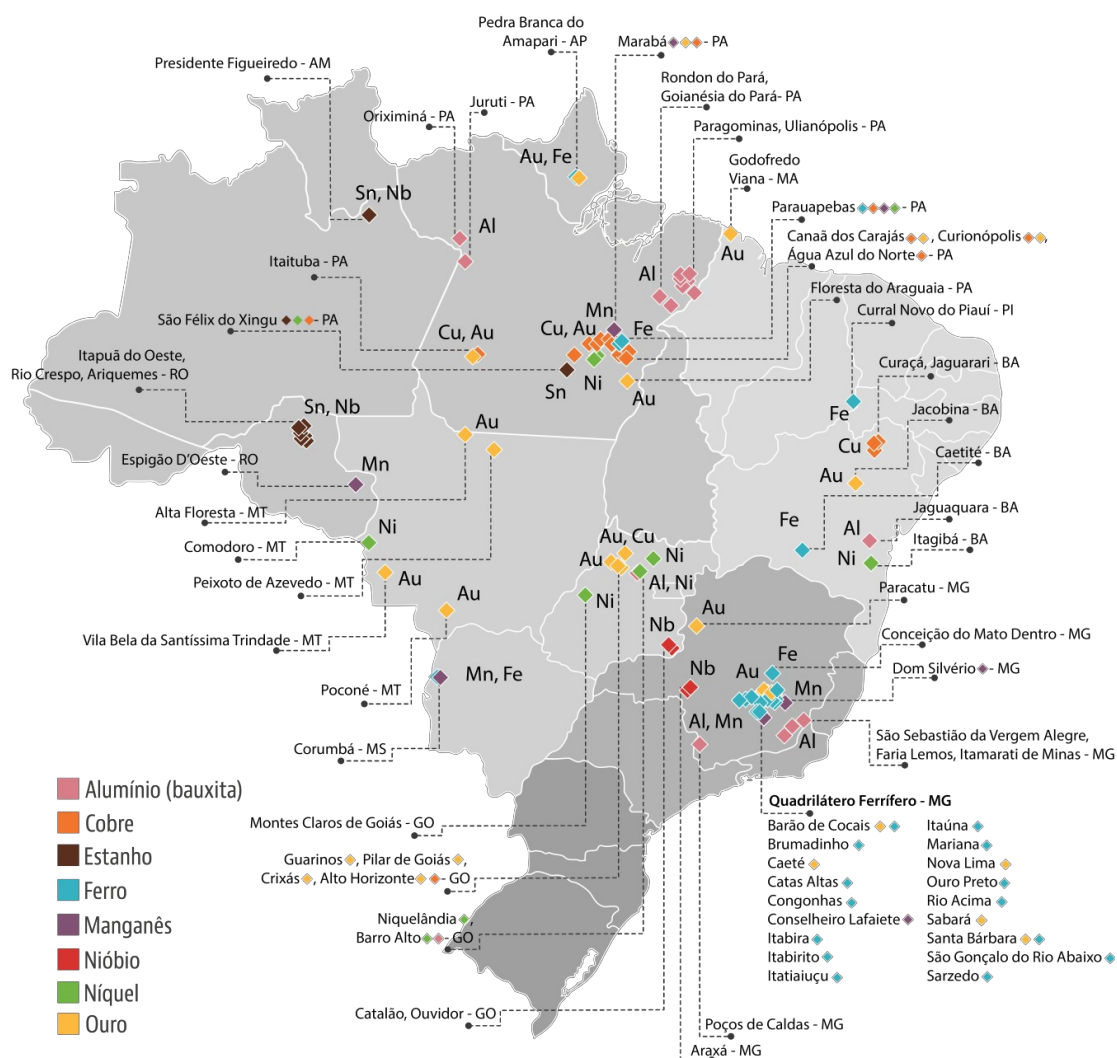 Pedra Branca do
Amapari - AP
Marabá - PA
Presidente Figueiredo - AM
Rondon do Pará,
Goianésia do Pará- PA
Juruti - PA
Oriximiná - PA
Paragominas, Ulianópolis - PA
Au, Fe
Godofredo
Viana - MA
Sn, Nb
Parauapebas - PA
Al
Canaã dos Carajás , Curionópolis ,
Água Azul do Norte - PA
Au
Itaituba - PA
Al
Floresta do Araguaia - PA
Mn
Curral Novo do Piauí - PI
São Félix do Xingu - PA
Cu, Au
Cu, Au
Fe
Itapuã do Oeste,
Rio Crespo, Ariquemes - RO
Curaçá, Jaguarari - BA
Sn
Ni
Au
Sn, Nb
Fe
Jacobina - BA
Au
Cu
Espigão D'Oeste - RO
Mn
Caetité - BA
Au
Alta Floresta - MT
Jaguaquara - BA
Fe
Al
Comodoro - MT
Ni
Au, Cu
Itagibá - BA
Ni
Au
Ni
Peixoto de Azevedo - MT
Au
Al, Ni
Paracatu - MG
Ni
Au
Au
Vila Bela da Santíssima Trindade - MT
Nb
Conceição do Mato Dentro - MG
Fe
Dom Silvério - MG
Mn, Fe
Nb
Au
Mn
Poconé - MT
Al, Mn
Al
São Sebastião da Vergem Alegre,
Faria Lemos, Itamarati de Minas - MG
Corumbá - MS
Alumínio (bauxita)
Cobre
Estanho
Ferro
Manganês
Nióbio
Níquel
Ouro
Montes Claros de Goiás - GO
Guarinos , Pilar de Goiás ,
Crixás , Alto Horizonte - GO
Niquelândia ,
Barro Alto - GO
Catalão, Ouvidor - GO
Quadrilátero Ferrífero - MG
Barão de Cocais
Brumadinho
Caeté
Catas Altas
Congonhas
Conselheiro Lafaiete
Itabira
Itabirito
Itatiaiuçu
Itaúna
Mariana
Nova Lima
Ouro Preto
Rio Acima
Sabará
Santa Bárbara
São Gonçalo do Rio Abaixo
Sarzedo
Poços de Caldas - MG
Araxá - MG